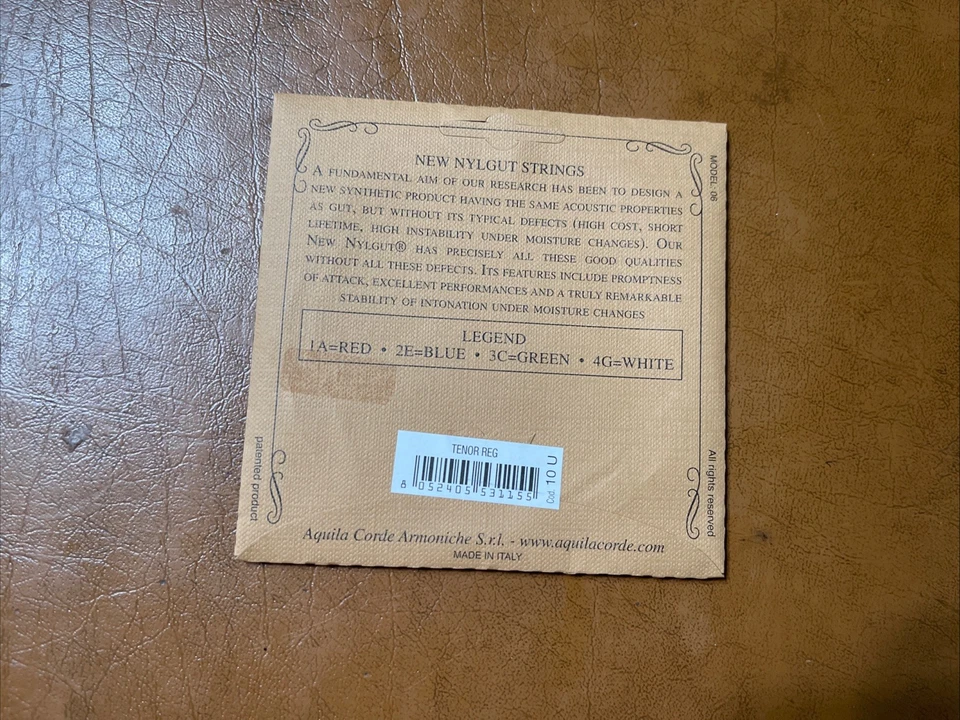 NEW NYLGUT STRINGS
A FUNDAMENTAL AIM OF OUR RESEARCH HAS BEEN TO DESIGN A
NEW SYNTHETIC PRODUCT HAVING THE SAME ACOUSTIC PROPERTIES
AS GUT, BUT WITHOUT ITS TYPICAL DEFECTS (HIGH COST, SHORT
LIFETIME, HIGH INSTABILITY UNDER MOISTURE CHANGES). OUR
NEW NYLGUT® HAS PRECISELY ALL THESE GOOD QUALITIES
WITHOUT ALL THESE DEFECTS. ITS FEATURES INCLUDE PROMPTNESS
OF ATTACK, EXCELLENT PERFORMANCES AND A TRULY REMARKABLE
STABILITY OF INTONATION UNDER MOISTURE CHANGES
LEGEND
1A=RED • 2E=BLUE • 3C=GREEN • 4G=WHITE
TENOR REG
8 052405 531155
Cod. 10 U
Aquila Corde Armoniche S.r.l. - www.aquilacorde.com
MADE IN ITALY
patented product
MODEL 06
All rights reserved